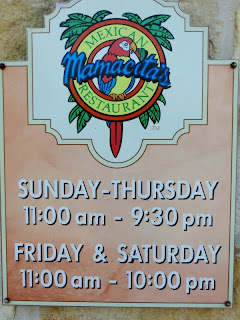 MEXICAN
Mamacita's
RESTAURANT
TM
SUNDAY-THURSDAY
11:00 am - 9:30 pm
FRIDAY & SATURDAY
11:00 am - 10:00 pm